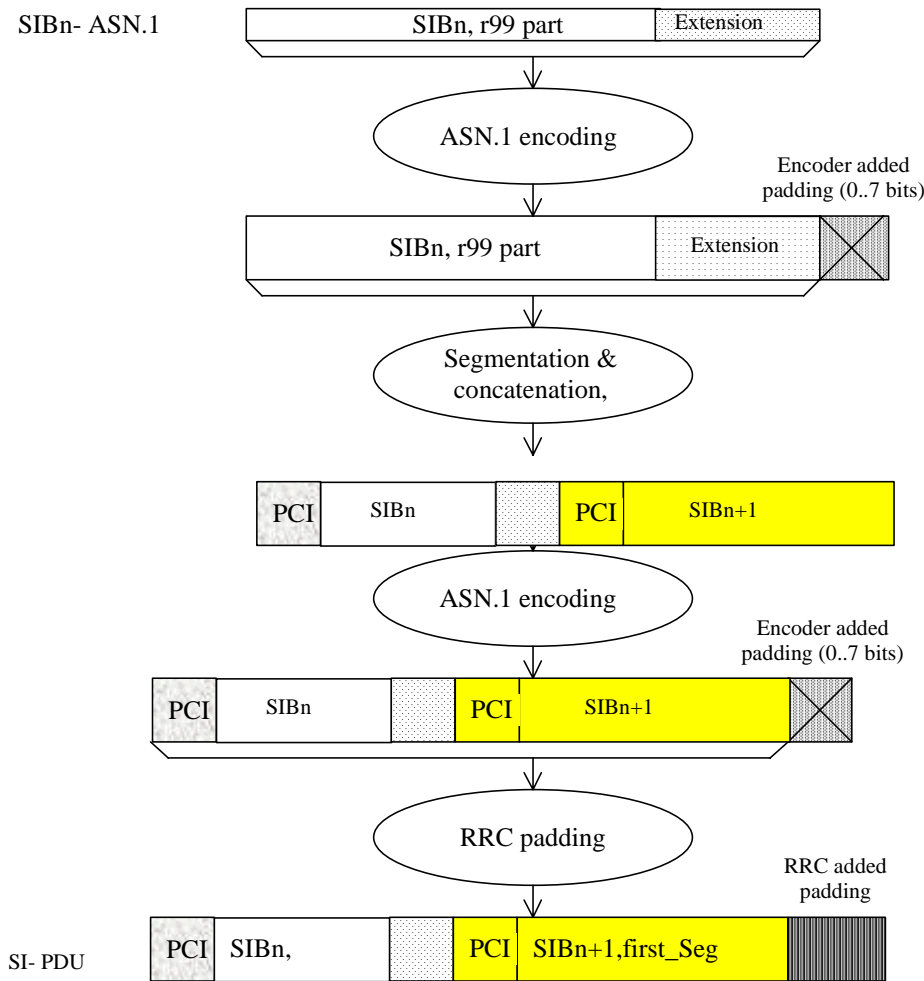 SIBn- ASN.1
SIBn, r99 part
Extension
ASN.1 encoding
Encoder added
padding (0..7 bits)
SIBn, r99 part
Extension
Segmentation &
concatenation,
PCI
SIBn
PCI
SIBn+1
ASN.1 encoding
Encoder added
padding (0..7 bits)
PCI
SIBn
PCI
SIBn+1
RRC padding
RRC added
padding
SI- PDU
PCI
SIBn,
PCI
SIBn+1,first_Seg